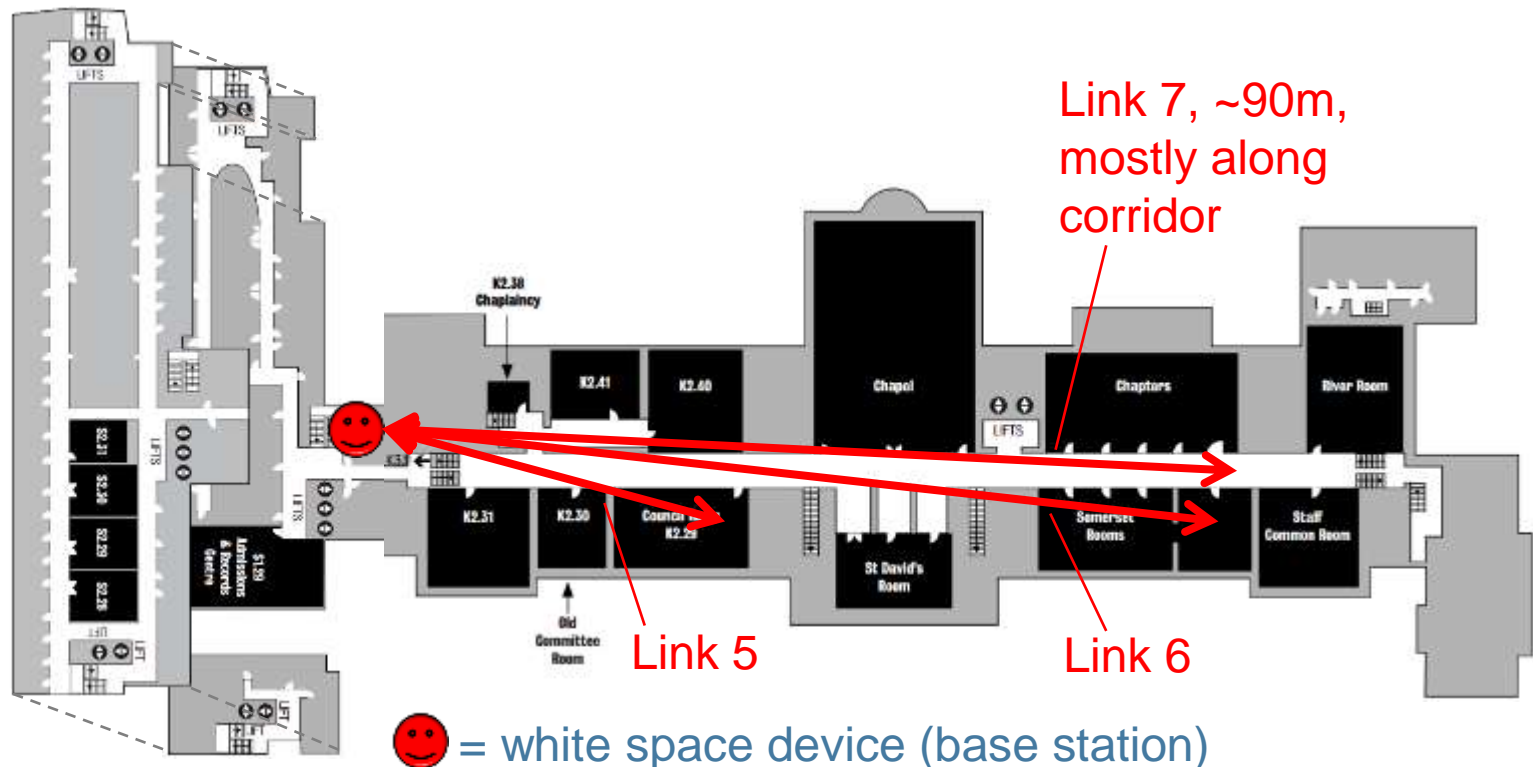 LIFTS
LIFTS
Link 7, ~90m,
mostly along
corridor
K2.38
Chaplaincy
K2.41
K2.40
Chapel
Chapters
River Room
LIFTS
S2.31
S2.30
S2.29
S2.28
LIFTS
LIFTS
K2.31
K2.30
K2.29
Somerset
Rooms
Staff
Common Room
St David's
Room
Admissions
& Records
Centre
Old
Committee
Room
Link 5
Link 6
LIFT
LIFT
LIFT
LIFT
= white space device (base station)